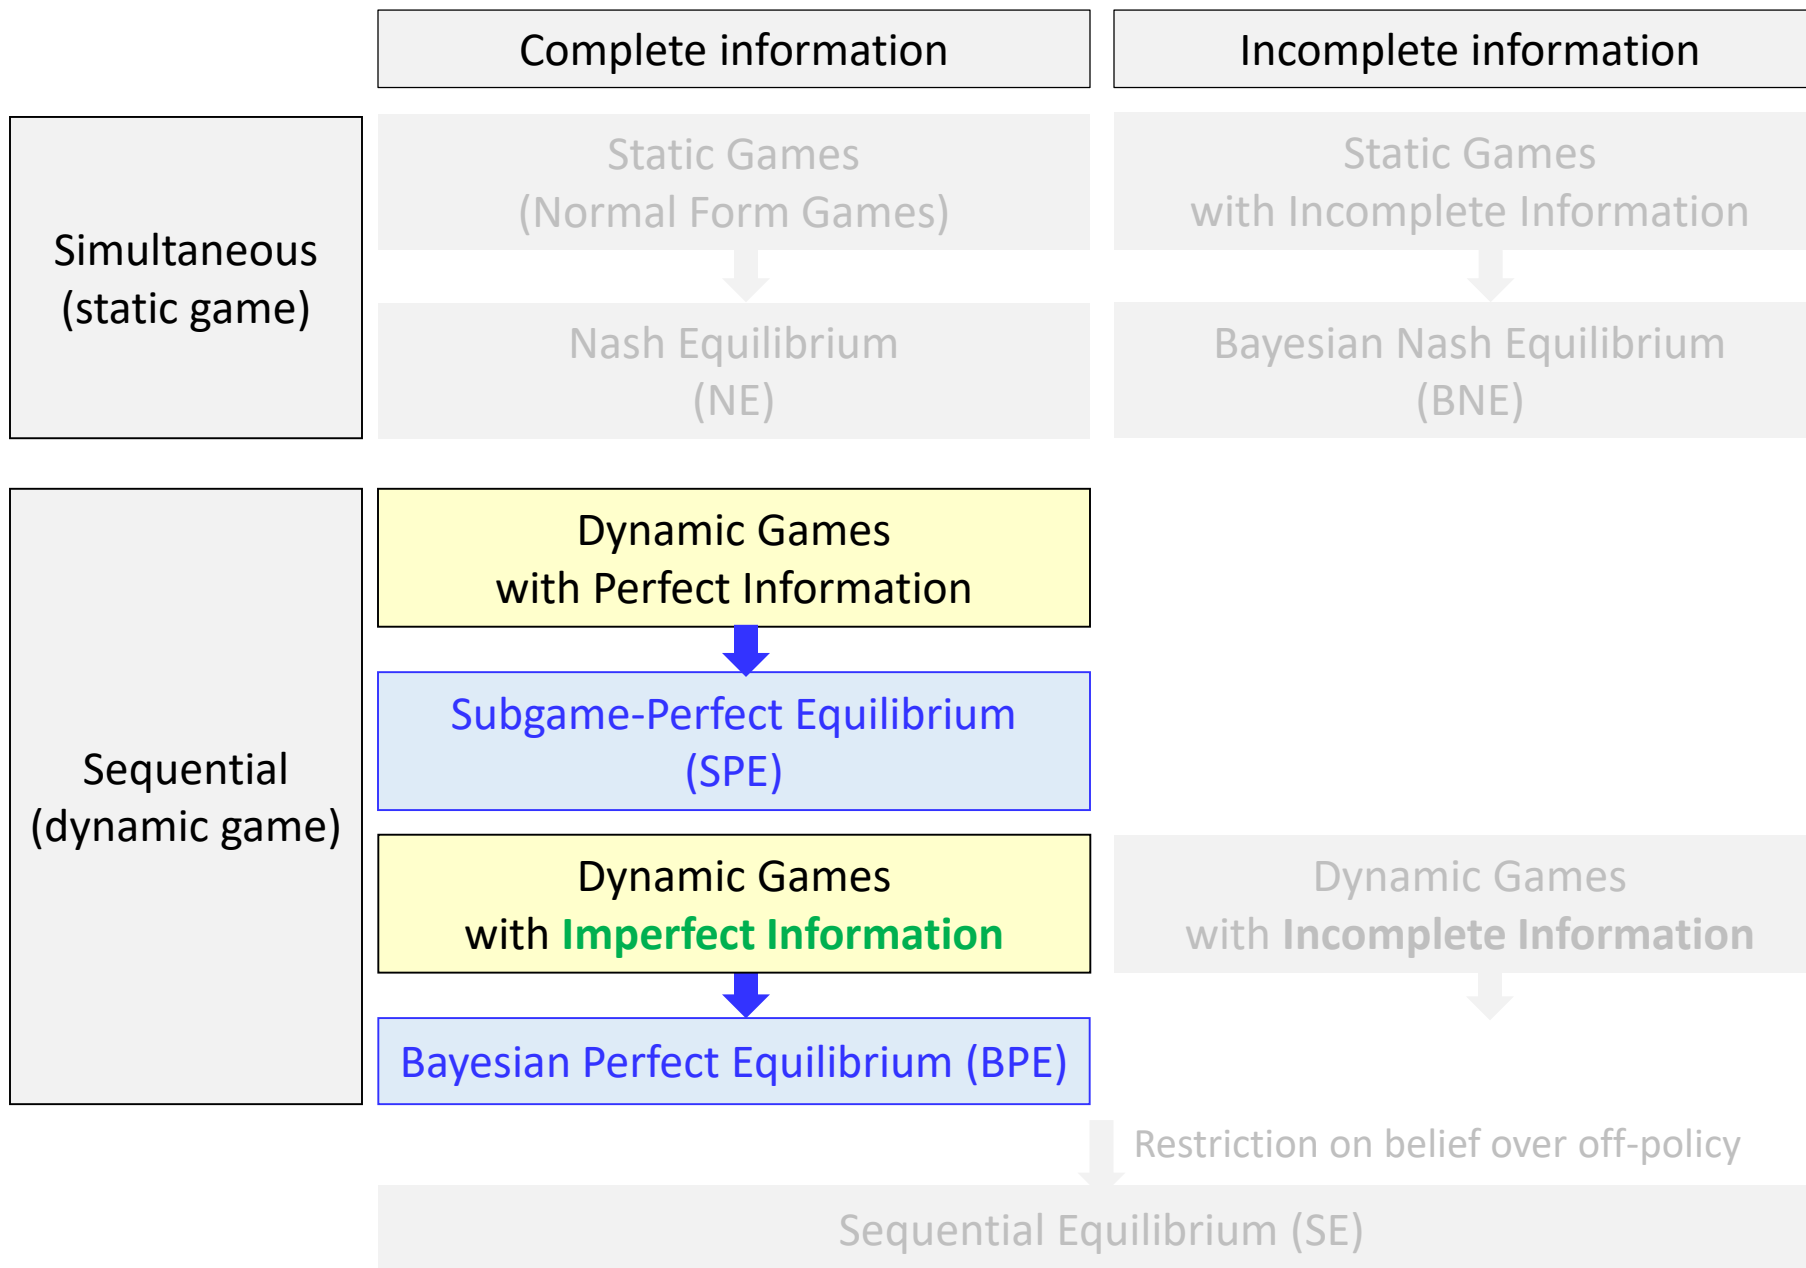 Complete information
Incomplete information
Simultaneous
(static game)
Static Games
(Normal Form Games)
Static Games
with Incomplete Information
Nash Equilibrium
(NE)
Bayesian Nash Equilibrium
(BNE)
Sequential
(dynamic game)
Dynamic Games
with Perfect Information
Subgame-Perfect Equilibrium
(SPE)
Dynamic Games
with Imperfect Information
Dynamic Games
with Incomplete Information
Bayesian Perfect Equilibrium (BPE)
Restriction on belief over off-policy
Sequential Equilibrium (SE)